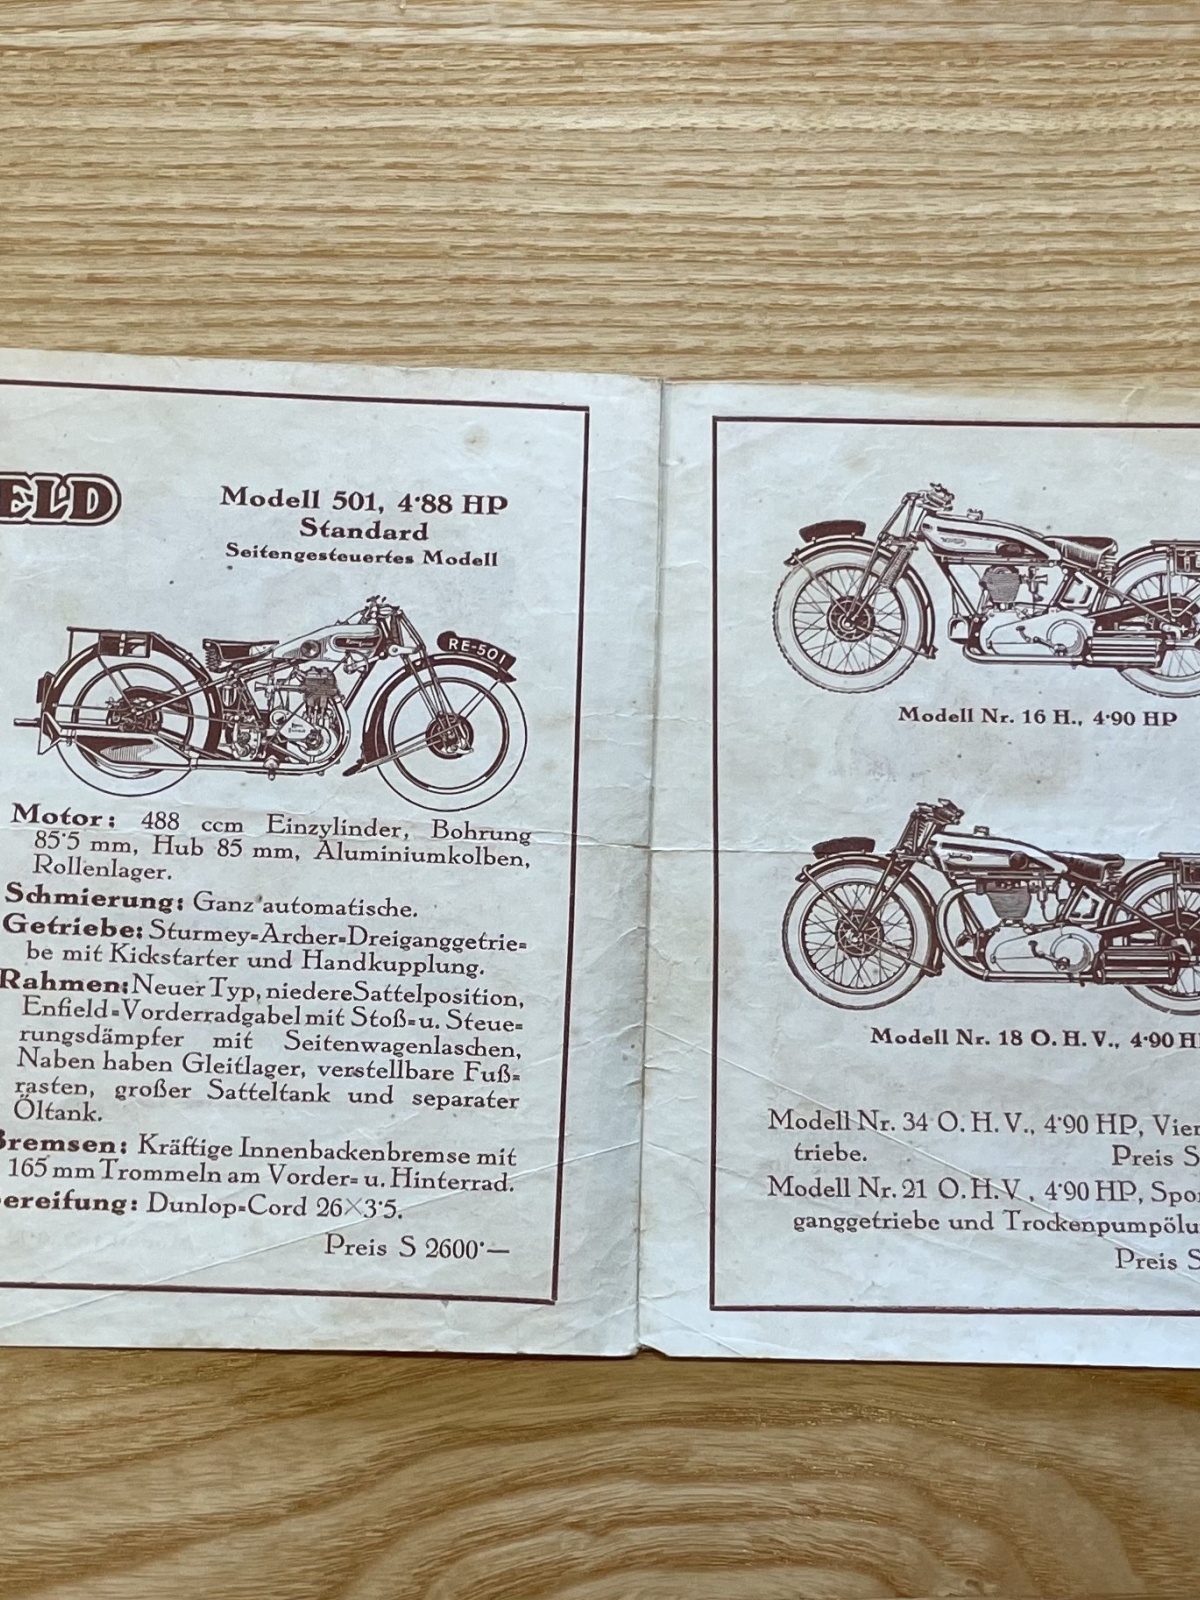 ELD
Modell 501, 4·88 HP
Standard
Seitengesteuertes Modell
RE-501
Motor: 488 ccm Einzylinder, Bohrung
85·5 mm, Hub 85 mm, Aluminiumkolben,
Rollenlager.
Schmierung: Ganz automatische.
Getriebe: Sturmey=Archer=Dreiganggetrie=
be mit Kickstarter und Handkupplung.
Rahmen: Neuer Typ, niedere Sattelposition,
Enfield=Vorderradgabel mit Stoß= u. Steue=
rungsdämpfer mit Seitenwagenlaschen,
Naben haben Gleitlager, verstellbare Fuß=
rasten, großer Satteltank und separater
Öltank.
Bremsen: Kräftige Innenbackenbremse mit
165 mm Trommeln am Vorder= u. Hinterrad.
ereifung: Dunlop=Cord 26×3·5.
Preis S 2600·—
Modell Nr. 16 H., 4·90 HP
Modell Nr. 18 O. H. V., 4·90 H
Modell Nr. 34 O. H. V., 4·90 HP, Vier
triebe. Preis S
Modell Nr. 21 O. H. V., 4·90 HP, Spo
ganggetriebe und Trockenpumpölu
Preis S